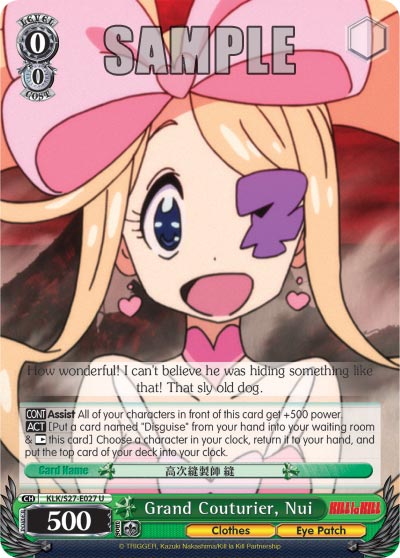 LEVEL
0
0
COST
SAMPLE
How wonderful! I can't believe he was hiding something like
that! That sly old dog.
CONT Assist All of your characters in front of this card get +500 power.
ACT [Put a card named "Disguise" from your hand into your waiting room
& this card] Choose a character in your clock, return it to your hand, and
put the top card of your deck into your clock.
Card Name 高次縫製師 縫
CH KLK/S27-E027 U
POWER 500 SOUL Grand Couturier, Nui KILL la KILL
Clothes Eye Patch
© TRIGGER, Kazuki Nakashima/Kill la Kill Partnership